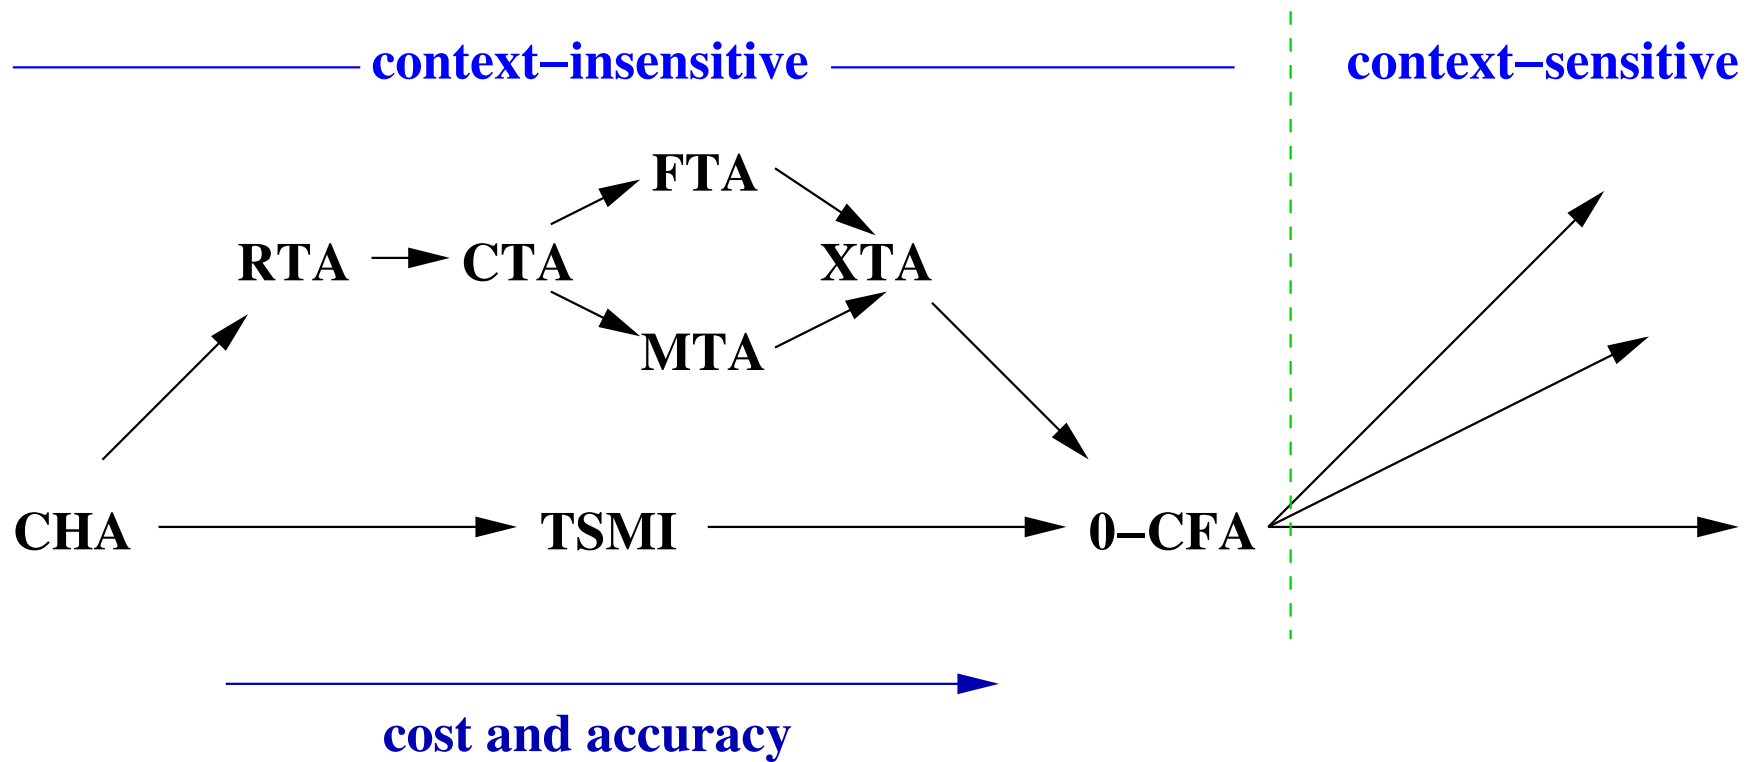 context−insensitive
context−sensitive
FTA
RTA
CTA
XTA
MTA
CHA
TSMI
0−CFA
cost and accuracy